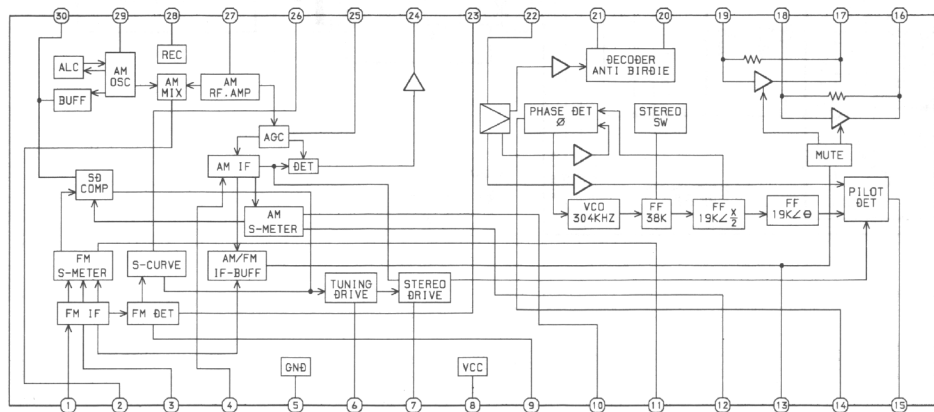 30 29 28 27 26 25 24 23 22 21 20 19 18 17 16
ALC
AM
OSC
REC
BUFF
AM
MIX
AM
RF.AMP
DECODER
ANTI BIRDIE
AGC
PHASE DET
Ø
STEREO
SW
MUTE
AM IF
DET
SD
COMP
AM
S-METER
VCO
304KHZ
FF
38K
FF
19K∠X/2
FF
19K∠Θ
PILOT
DET
FM
S-METER
S-CURVE
AM/FM
IF-BUFF
TUNING
DRIVE
STEREO
DRIVE
FM IF
FM DET
GND
VCC
1 2 3 4 5 6 7 8 9 10 11 12 13 14 15